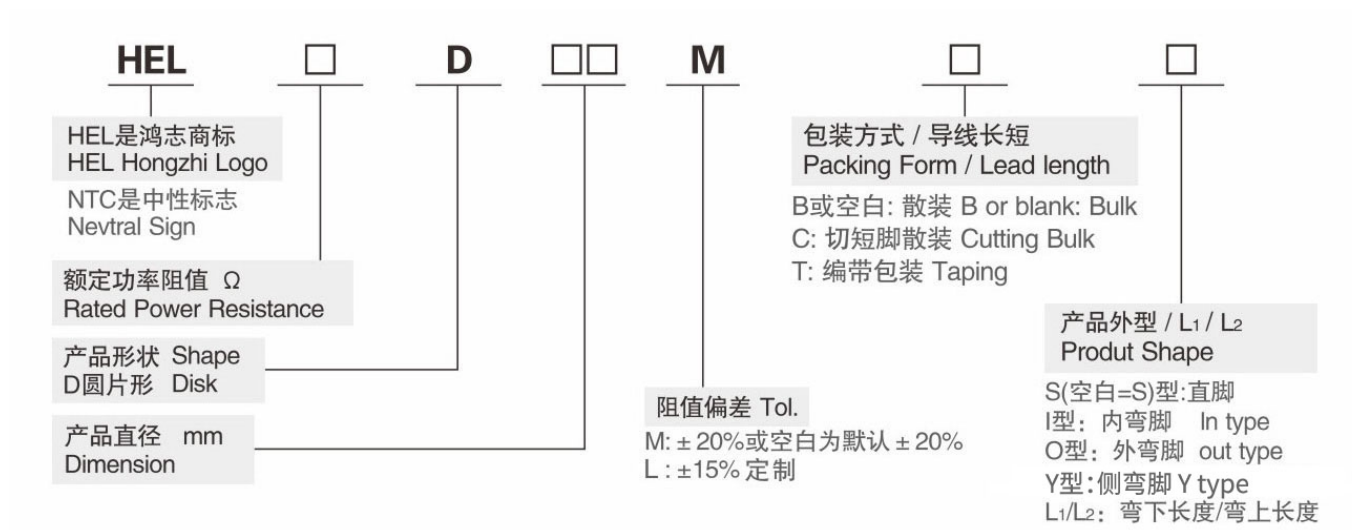 HEL □ D □□ M □ □
HEL是鸿志商标
HEL Hongzhi Logo
NTC是中性标志
Nevtral Sign
额定功率阻值 Ω
Rated Power Resistance
产品形状 Shape
D圆片形 Disk
产品直径 mm
Dimension
阻值偏差 Tol.
M: ± 20%或空白为默认 ± 20%
L : ±15% 定制
包装方式 / 导线长短
Packing Form / Lead length
B或空白: 散装 B or blank: Bulk
C: 切短脚散装 Cutting Bulk
T: 编带包装 Taping
产品外型 / L1 / L2
Produt Shape
S(空白=S)型:直脚
I型：内弯脚 In type
O型：外弯脚 out type
Y型：侧弯脚 Y type
L1/L2：弯下长度/弯上长度